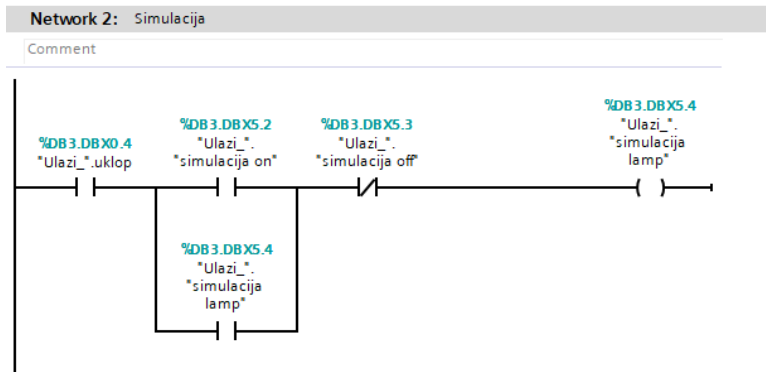 Network 2: Simulacija
Comment
%DB3.DBX0.4
"Ulazi_".uklop
%DB3.DBX5.2
"Ulazi_".
"simulacija on"
%DB3.DBX5.3
"Ulazi_".
"simulacija off"
%DB3.DBX5.4
"Ulazi_".
"simulacija
lamp"
%DB3.DBX5.4
"Ulazi_".
"simulacija
lamp"